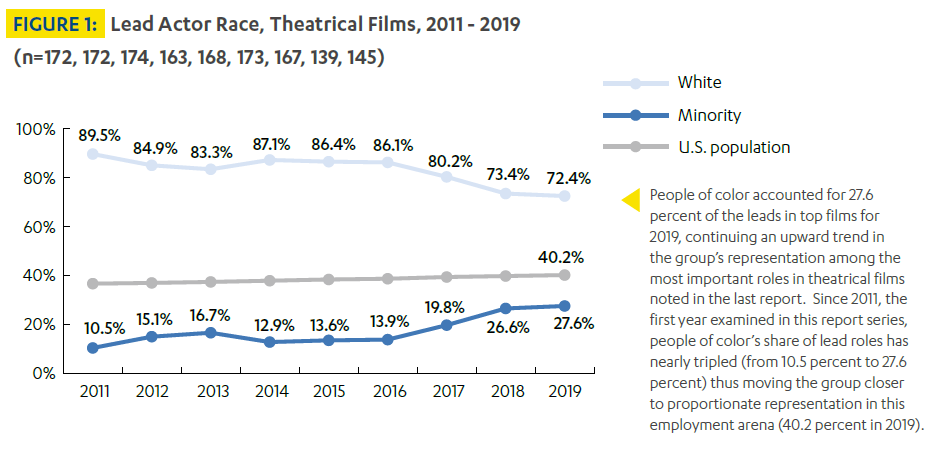 FIGURE 1: Lead Actor Race, Theatrical Films, 2011 - 2019
(n=172, 172, 174, 163, 168, 173, 167, 139, 145)
White
Minority
U.S. population
100%
80%
60%
40%
20%
0%
89.5%
84.9%
83.3%
87.1%
86.4%
86.1%
80.2%
73.4%
72.4%
40.2%
10.5%
15.1%
16.7%
12.9%
13.6%
13.9%
19.8%
26.6%
27.6%
2011
2012
2013
2014
2015
2016
2017
2018
2019
People of color accounted for 27.6
percent of the leads in top films for
2019, continuing an upward trend in
the group's representation among the
most important roles in theatrical films
noted in the last report.  Since 2011, the
first year examined in this report series,
people of color's share of lead roles has
nearly tripled (from 10.5 percent to 27.6
percent) thus moving the group closer
to proportionate representation in this
employment arena (40.2 percent in 2019).